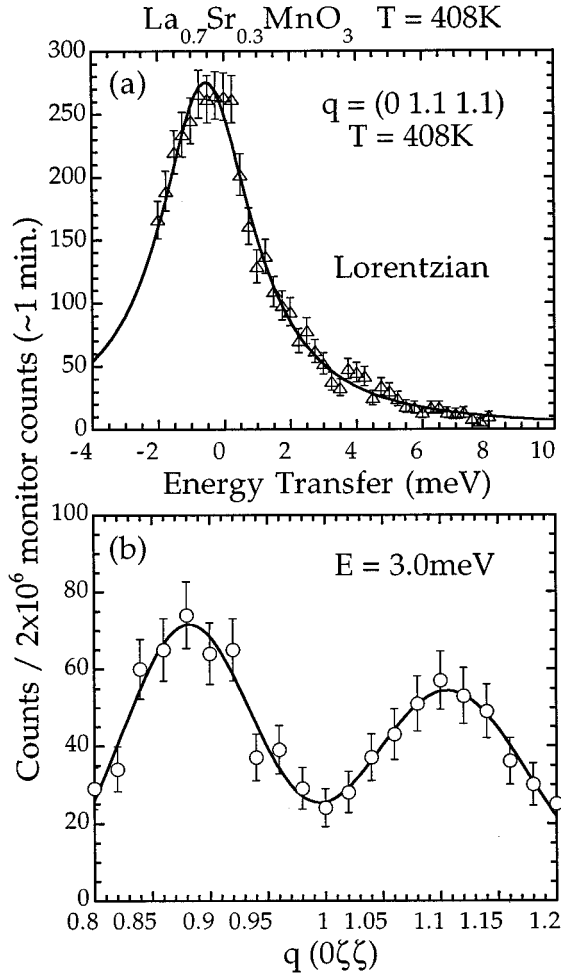 La0.7Sr0.3MnO3 T = 408K
(a)
q = (0 1.1 1.1)
T = 408K
Lorentzian
300
250
200
150
100
50
0
-4 -2 0 2 4 6 8 10
Energy Transfer (meV)
Counts / 2x10^6 monitor counts (~1 min.)
(b)
E = 3.0meV
100
80
60
40
20
0
0.8 0.85 0.9 0.95 1 1.05 1.1 1.15 1.2
q (0ζζ)